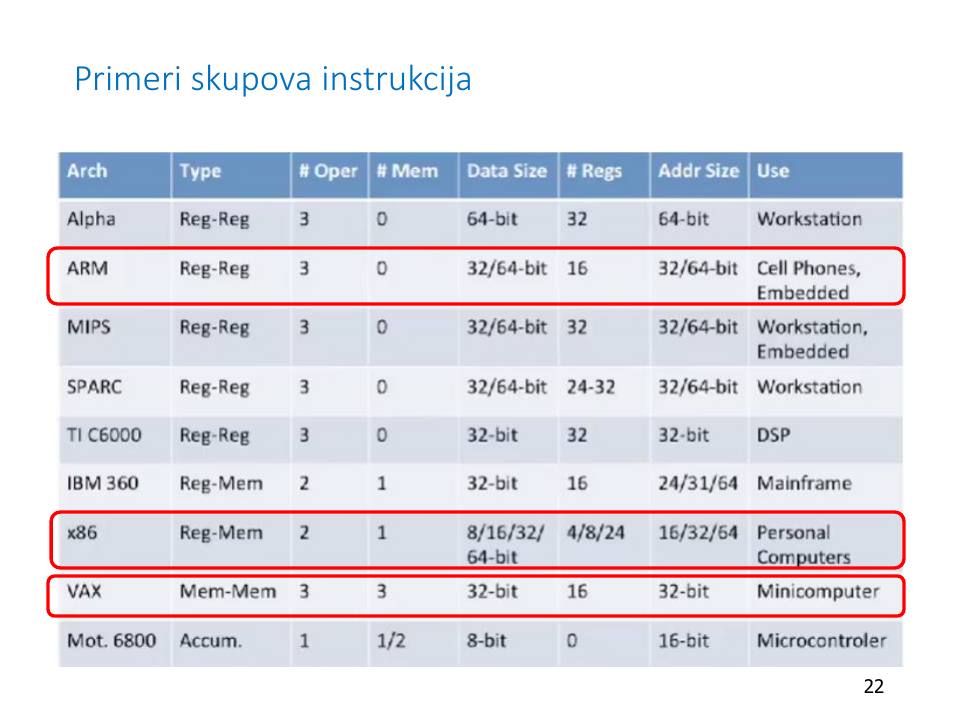 Primeri skupova instrukcija
Arch Type # Oper # Mem Data Size # Regs Addr Size Use
Alpha Reg-Reg 3 0 64-bit 32 64-bit Workstation
ARM Reg-Reg 3 0 32/64-bit 16 32/64-bit Cell Phones,
Embedded
MIPS Reg-Reg 3 0 32/64-bit 32 32/64-bit Workstation,
Embedded
SPARC Reg-Reg 3 0 32/64-bit 24-32 32/64-bit Workstation
TI C6000 Reg-Reg 3 0 32-bit 32 32-bit DSP
IBM 360 Reg-Mem 2 1 32-bit 16 24/31/64 Mainframe
x86 Reg-Mem 2 1 8/16/32/ 4/8/24 16/32/64 Personal
64-bit Computers
VAX Mem-Mem 3 3 32-bit 16 32-bit Minicomputer
Mot. 6800 Accum. 1 1/2 8-bit 0 16-bit Microcontroler
22